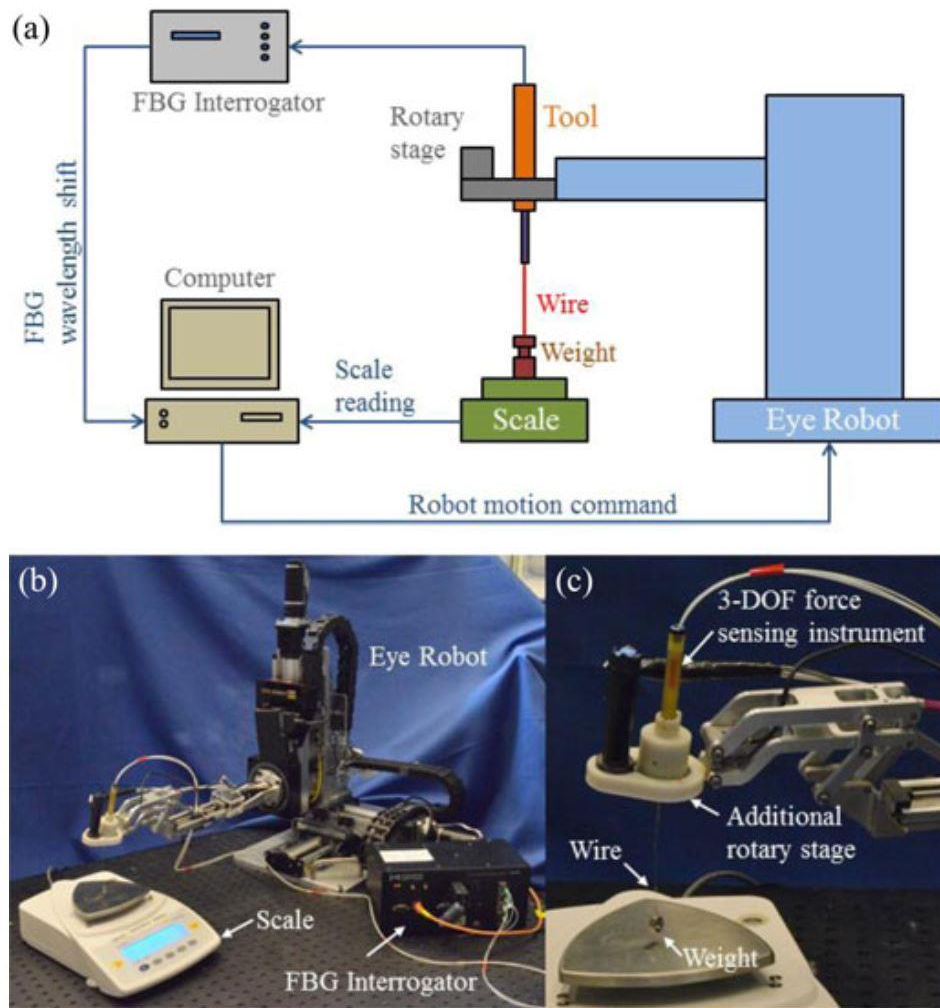 (a)
FBG Interrogator
Rotary
stage
Tool
FBG
wavelength shift
Computer
Wire
Weight
Scale
reading
Scale
Eye Robot
Robot motion command
(b)
Eye Robot
Scale
FBG Interrogator
(c)
3-DOF force
sensing instrument
Additional
rotary stage
Wire
Weight